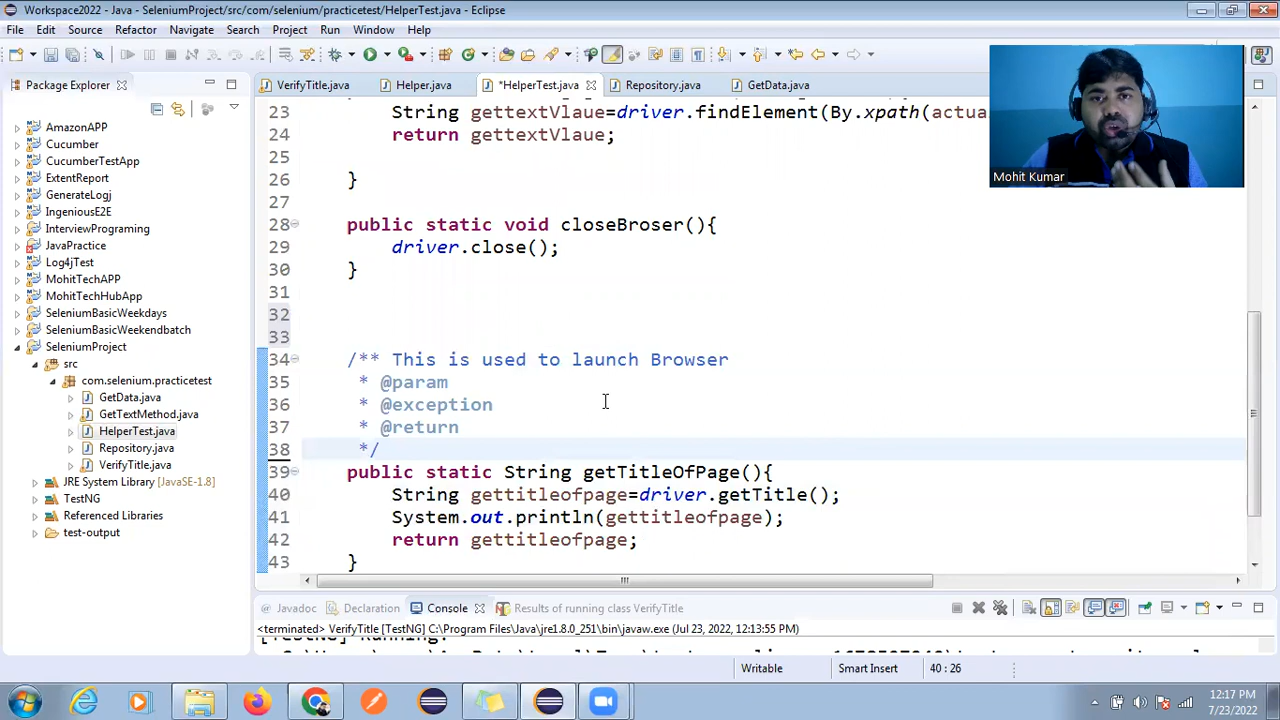 Workspace2022 - Java - SeleniumProject/src/com/selenium/practicetest/HelperTest.java - Eclipse
File Edit Source Refactor Navigate Search Project Run Window Help
Package Explorer
VerifyTitle.java Helper.java *HelperTest.java Repository.java GetData.java
AmazonAPP
Cucumber
CucumberTestApp
ExtentReport
GenerateLogj
IngeniousE2E
InterviewPrograming
JavaPractice
Log4jTest
MohitTechAPP
MohitTechHubApp
SeleniumBasicWeekdays
SeleniumBasicWeekendbatch
SeleniumProject
src
com.selenium.practicetest
GetData.java
GetTextMethod.java
HelperTest.java
Repository.java
VerifyTitle.java
JRE System Library [JavaSE-1.8]
TestNG
Referenced Libraries
test-output
23 String gettextVlaue=driver.findElement(By.xpath(actua
24 return gettextVlaue;
25
26 }
27
28 public static void closeBroser(){
29 driver.close();
30 }
31
32
33
34 /** This is used to launch Browser
35 * @param
36 * @exception
37 * @return
38 */
39 public static String getTitleOfPage(){
40 String gettitleofpage=driver.getTitle();
41 System.out.println(gettitleofpage);
42 return gettitleofpage;
43 }
Mohit Kumar
@ Javadoc Declaration Console Results of running class VerifyTitle
<terminated> VerifyTitle [TestNG] C:\Program Files\Java\jre1.8.0_251\bin\javaw.exe (Jul 23, 2022, 12:13:55 PM)
[TestNG] Running:
Writable Smart Insert 40 : 26
12:17 PM
7/23/2022